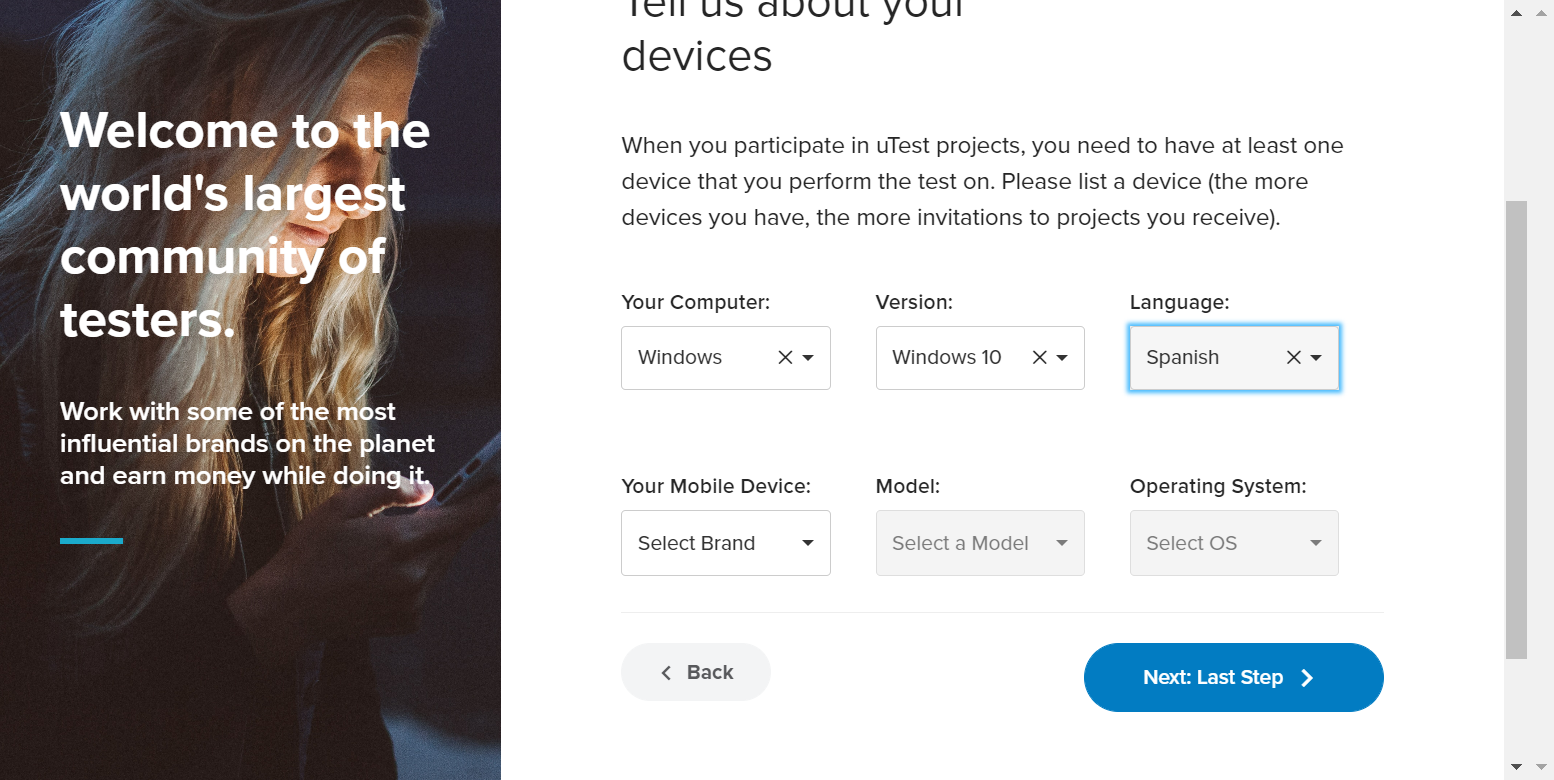 Welcome to the
world's largest
community of
testers.
Work with some of the most
influential brands on the planet
and earn money while doing it.
Tell us about your
devices
When you participate in uTest projects, you need to have at least one
device that you perform the test on. Please list a device (the more
devices you have, the more invitations to projects you receive).
Your Computer: Version: Language:
Windows Windows 10 Spanish
Your Mobile Device: Model: Operating System:
Select Brand Select a Model Select OS
Back Next: Last Step